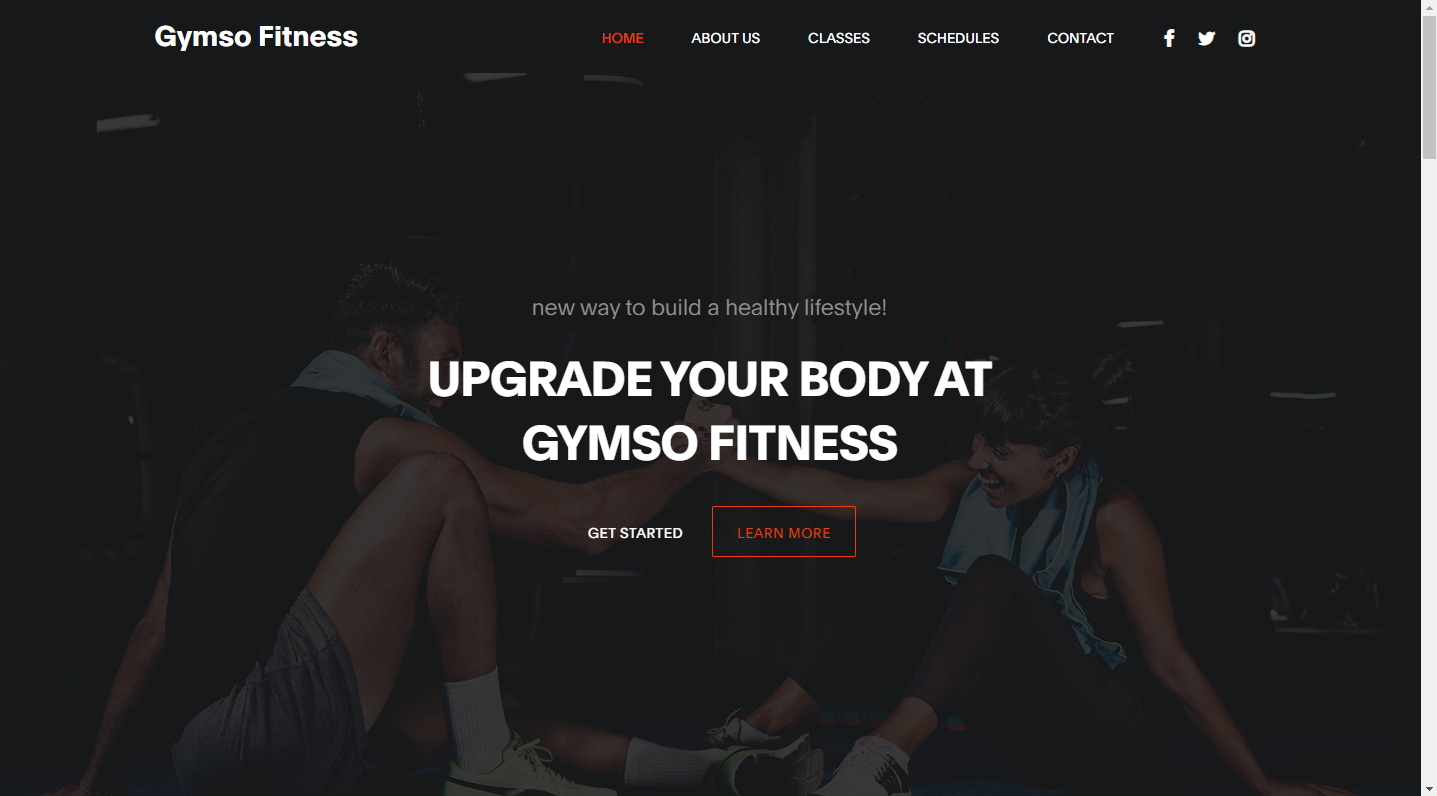 Gymso Fitness
HOME ABOUT US CLASSES SCHEDULES CONTACT
new way to build a healthy lifestyle!
UPGRADE YOUR BODY AT
GYMSO FITNESS
GET STARTED LEARN MORE